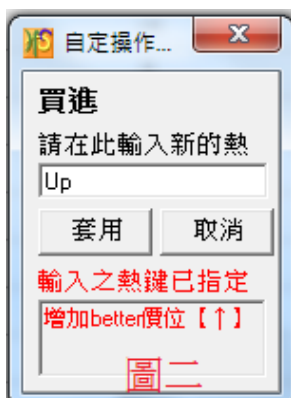 自定操作...
買進
請在此輸入新的熱
Up
套用
取消
輸入之熱鍵已指定
增加better價位【↑】
圖二